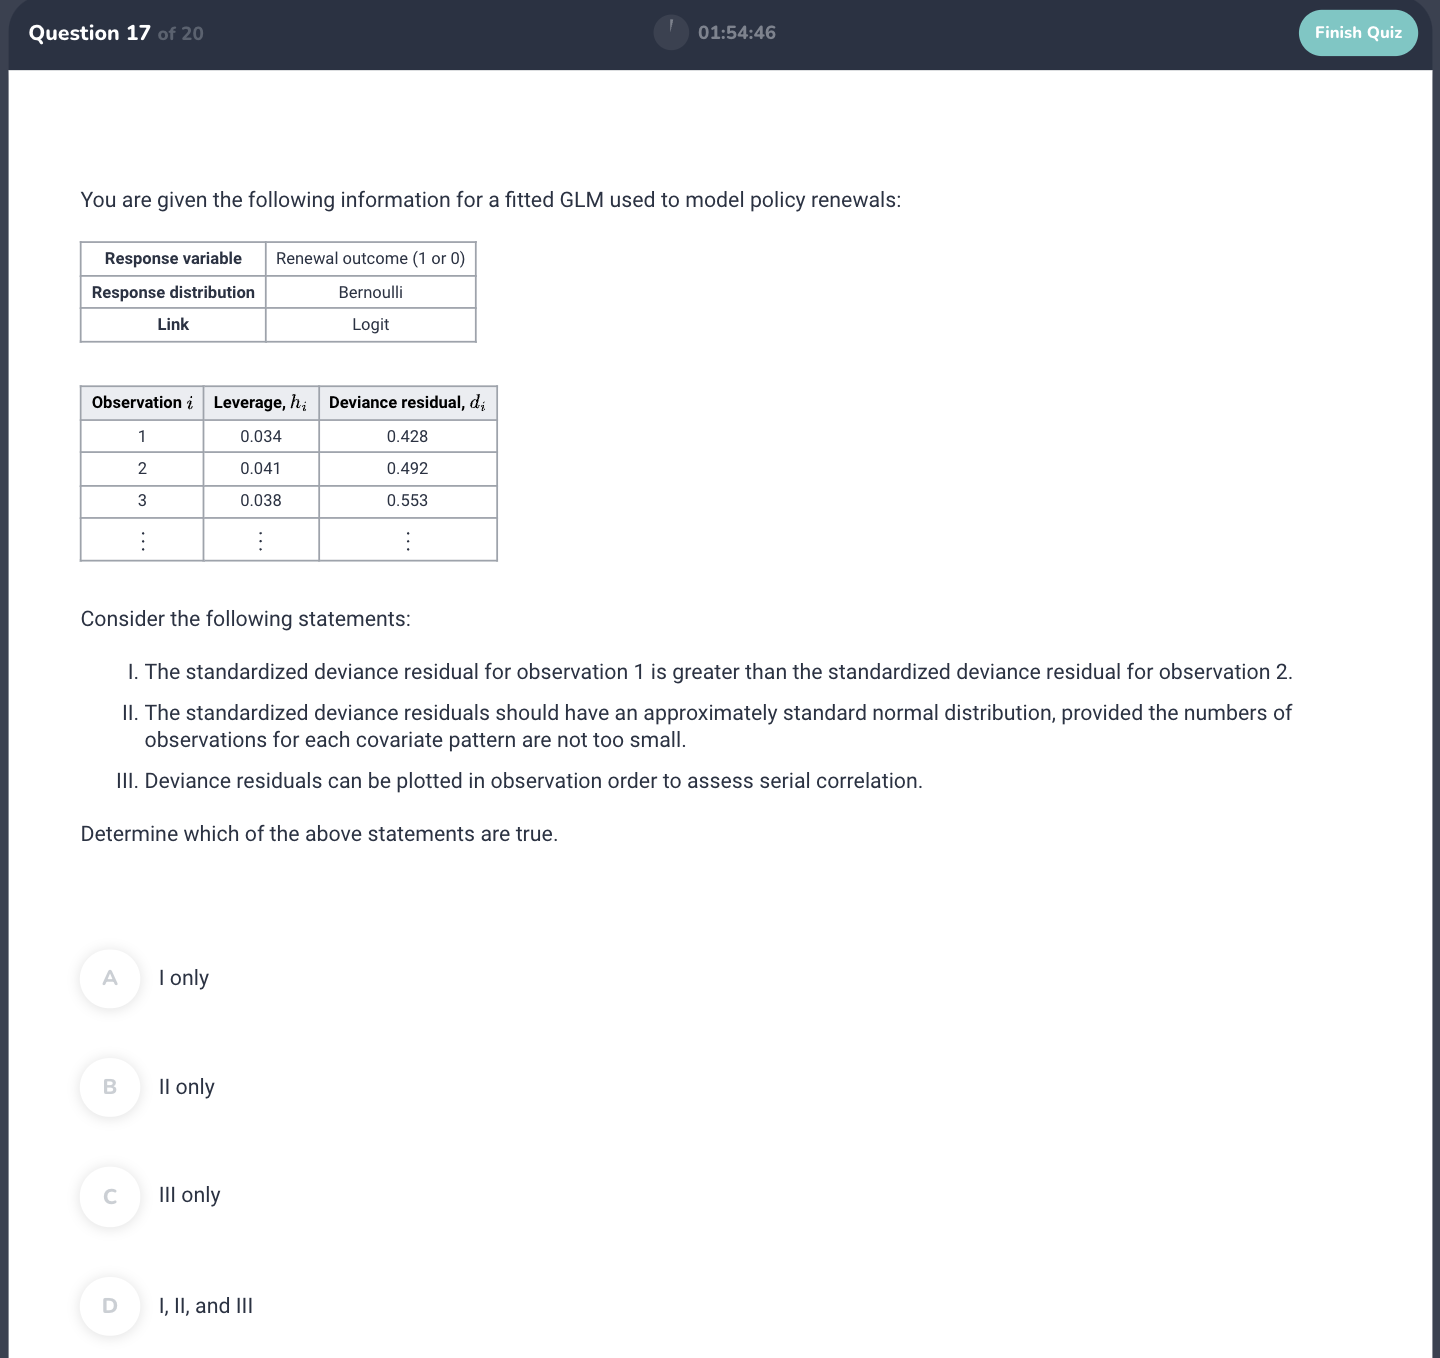 Question 17 of 20
01:54:46
Finish Quiz
You are given the following information for a fitted GLM used to model policy renewals:
Response variable Renewal outcome (1 or 0)
Response distribution Bernoulli
Link Logit
Observation i Leverage, hᵢ Deviance residual, dᵢ
1 0.034 0.428
2 0.041 0.492
3 0.038 0.553
⋮ ⋮ ⋮
Consider the following statements:
I. The standardized deviance residual for observation 1 is greater than the standardized deviance residual for observation 2.
II. The standardized deviance residuals should have an approximately standard normal distribution, provided the numbers of
observations for each covariate pattern are not too small.
III. Deviance residuals can be plotted in observation order to assess serial correlation.
Determine which of the above statements are true.
A I only
B II only
C III only
D I, II, and III